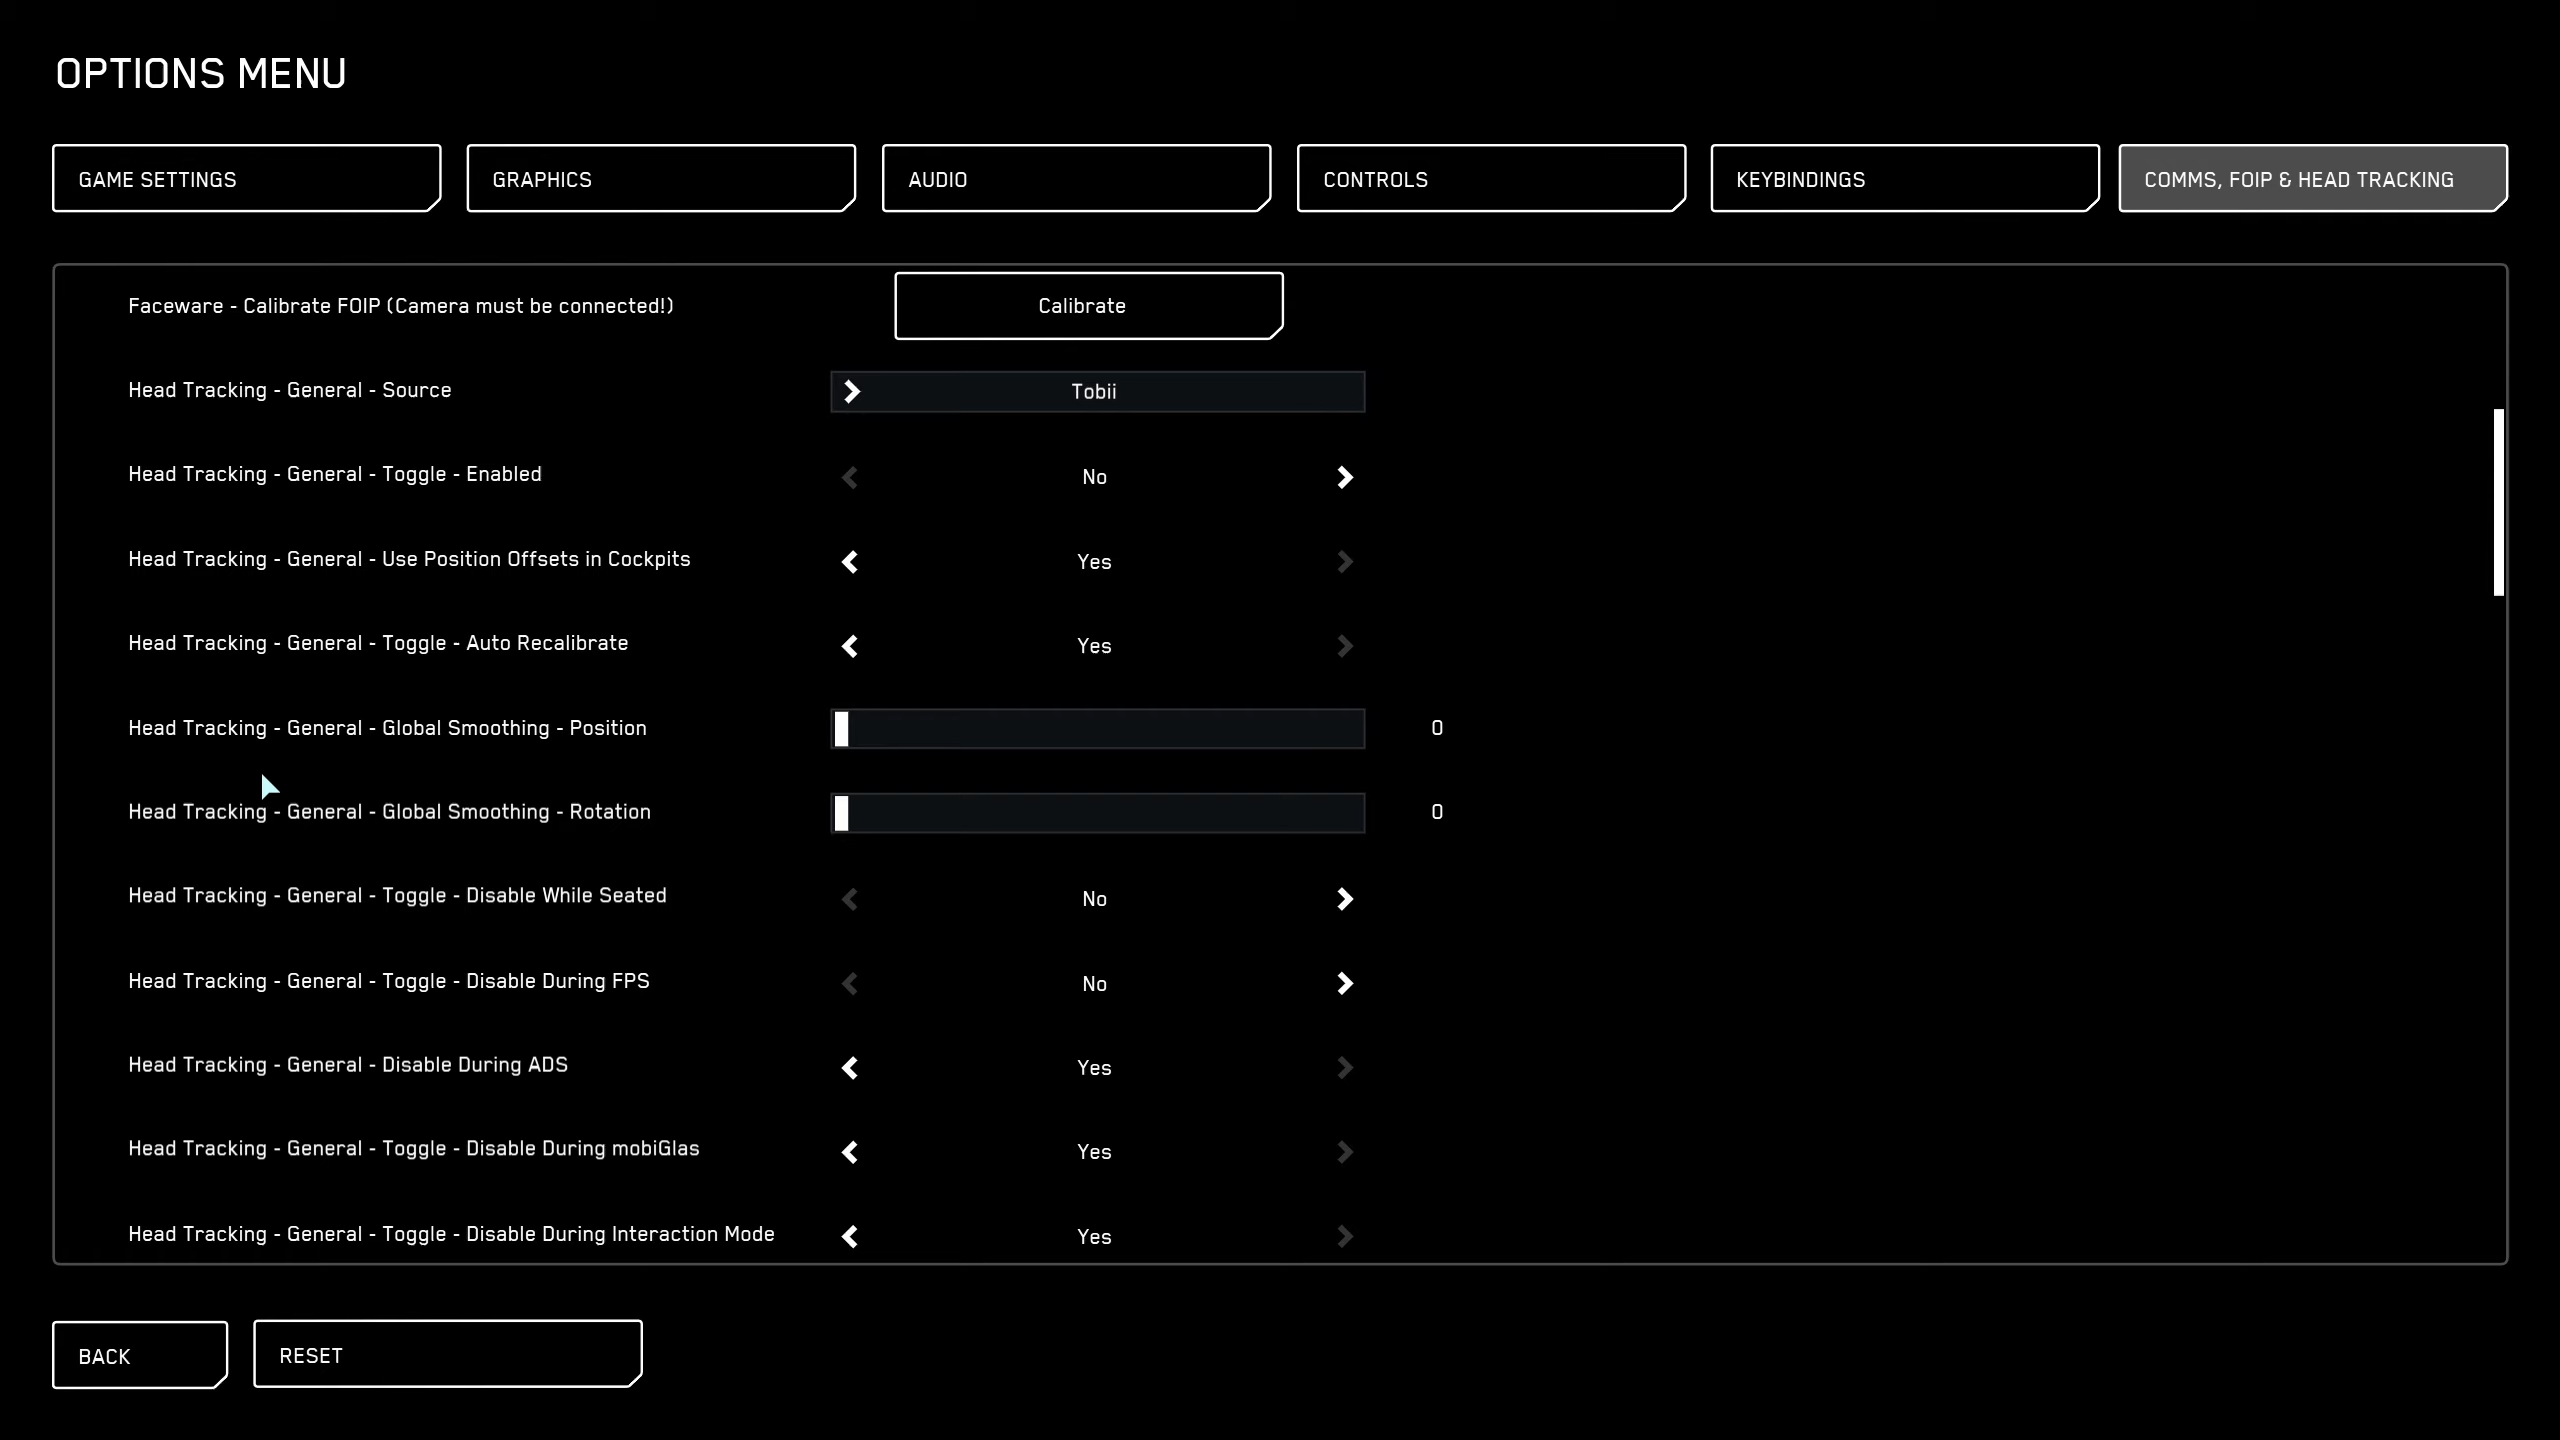 OPTIONS MENU
GAME SETTINGS
GRAPHICS
AUDIO
CONTROLS
KEYBINDINGS
COMMS, FOIP & HEAD TRACKING
Faceware - Calibrate FOIP (Camera must be connected!)
Calibrate
Head Tracking - General - Source
Tobii
Head Tracking - General - Toggle - Enabled
No
Head Tracking - General - Use Position Offsets in Cockpits
Yes
Head Tracking - General - Toggle - Auto Recalibrate
Yes
Head Tracking - General - Global Smoothing - Position
0
Head Tracking - General - Global Smoothing - Rotation
0
Head Tracking - General - Toggle - Disable While Seated
No
Head Tracking - General - Toggle - Disable During FPS
No
Head Tracking - General - Disable During ADS
Yes
Head Tracking - General - Toggle - Disable During mobiGlas
Yes
Head Tracking - General - Toggle - Disable During Interaction Mode
Yes
BACK
RESET